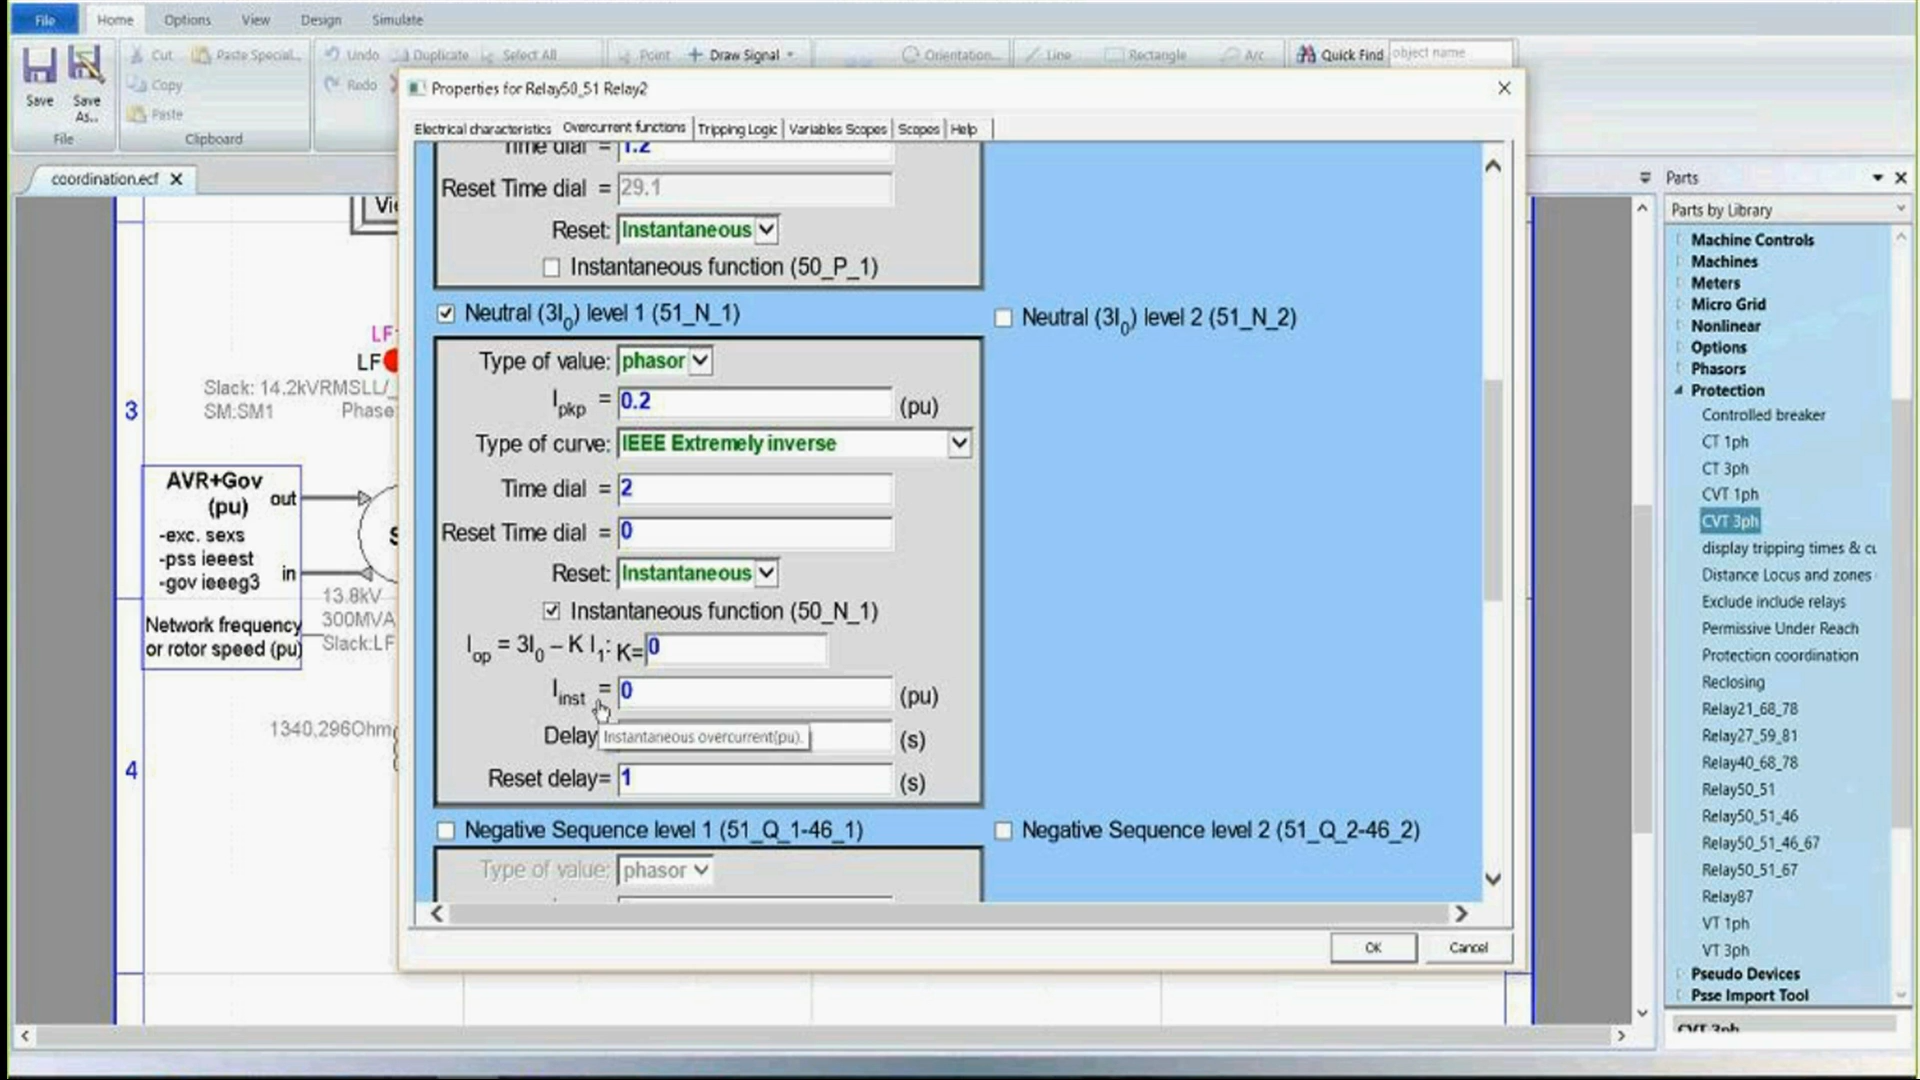 File Home Options View Design Simulate
Save
Save As..
File
Cut
Copy
Paste
Paste Special...
Clipboard
Undo
Redo
Duplicate
Select All
Point
Draw Signal
Orientation...
Line
Rectangle
Arc
Quick Find
object name
Properties for Relay50_51 Relay2
Electrical characteristics Overcurrent functions Tripping Logic Variables Scopes Scopes Help
coordination.ecf
Time dial = 1.2
Reset Time dial = 29.1
Reset: Instantaneous
Instantaneous function (50_P_1)
Neutral (3I0) level 1 (51_N_1)
Neutral (3I0) level 2 (51_N_2)
Type of value: phasor
Ipkp = 0.2 (pu)
Type of curve: IEEE Extremely inverse
Time dial = 2
Reset Time dial = 0
Reset: Instantaneous
Instantaneous function (50_N_1)
Iop = 3I0 – K I1: K= 0
Iinst = 0 (pu)
Delay (s)
Instantaneous overcurrent(pu).
Reset delay= 1 (s)
Negative Sequence level 1 (51_Q_1-46_1)
Negative Sequence level 2 (51_Q_2-46_2)
Type of value: phasor
OK Cancel
LF
LF
Slack: 14.2kVRMSLL/_
SM:SM1 Phase
3
AVR+Gov
(pu)
out
-exc. sexs
-pss ieeest
-gov ieeeg3
in
Network frequency
or rotor speed (pu)
13.8kV
300MVA
Slack:LF
1340,296Ohm
4
Parts
Parts by Library
Machine Controls
Machines
Meters
Micro Grid
Nonlinear
Options
Phasors
Protection
Controlled breaker
CT 1ph
CT 3ph
CVT 1ph
CVT 3ph
display tripping times & cu
Distance Locus and zones
Exclude include relays
Permissive Under Reach
Protection coordination
Reclosing
Relay21_68_78
Relay27_59_81
Relay40_68_78
Relay50_51
Relay50_51_46
Relay50_51_46_67
Relay50_51_67
Relay87
VT 1ph
VT 3ph
Pseudo Devices
Psse Import Tool
CVT 3ph